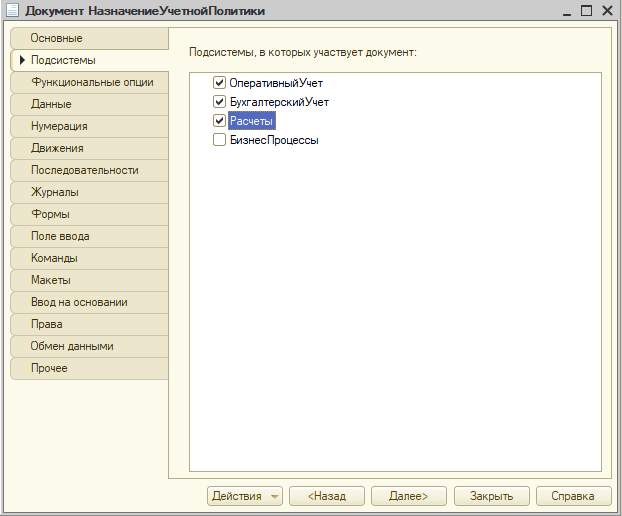 Документ НазначениеУчетнойПолитики
Основные
Подсистемы
Функциональные опции
Данные
Нумерация
Движения
Последовательности
Журналы
Формы
Поле ввода
Команды
Макеты
Ввод на основании
Права
Обмен данными
Прочее
Подсистемы, в которых участвует документ:
ОперативныйУчет
БухгалтерскийУчет
Расчеты
БизнесПроцессы
Действия
<Назад
Далее>
Закрыть
Справка